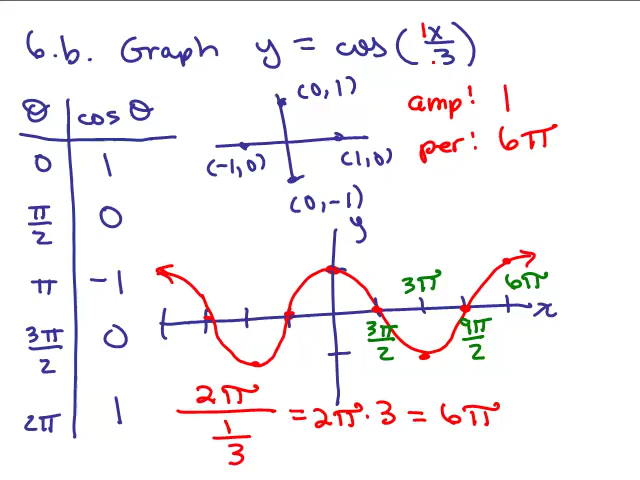 6.b. Graph y = cos(1x/3)
(0,1)
amp: 1
θ cos θ
(-1,0) (1,0)
per: 6π
0 1
(0,-1)
π/2 0
y
π -1
3π 6π
x
3π/2 0
3π/2 9π/2
2π 1
2π/(1/3) = 2π·3 = 6π